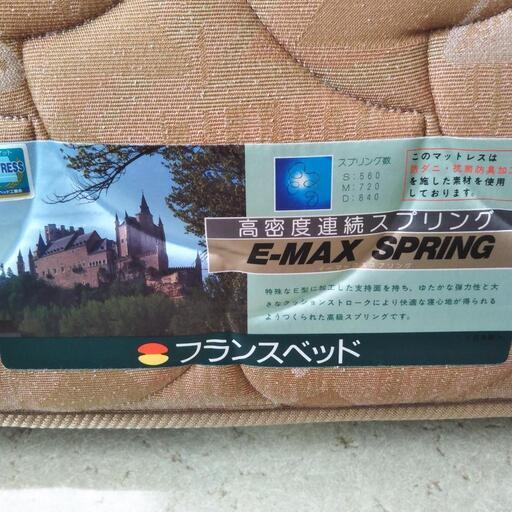 RESS
スプリング数
S:560
M:720
D:840
このマットレスは
防ダニ・抗菌防臭加工
を施した素材を使用
しております。
高密度連続スプリング
E-MAX SPRING
特殊なE型に加工した支持面を持ち、ゆたかな弾力性と大
きなクッションストロークにより快適な寝心地が得られる
ようつくられた高級スプリングです。
フランスベッド